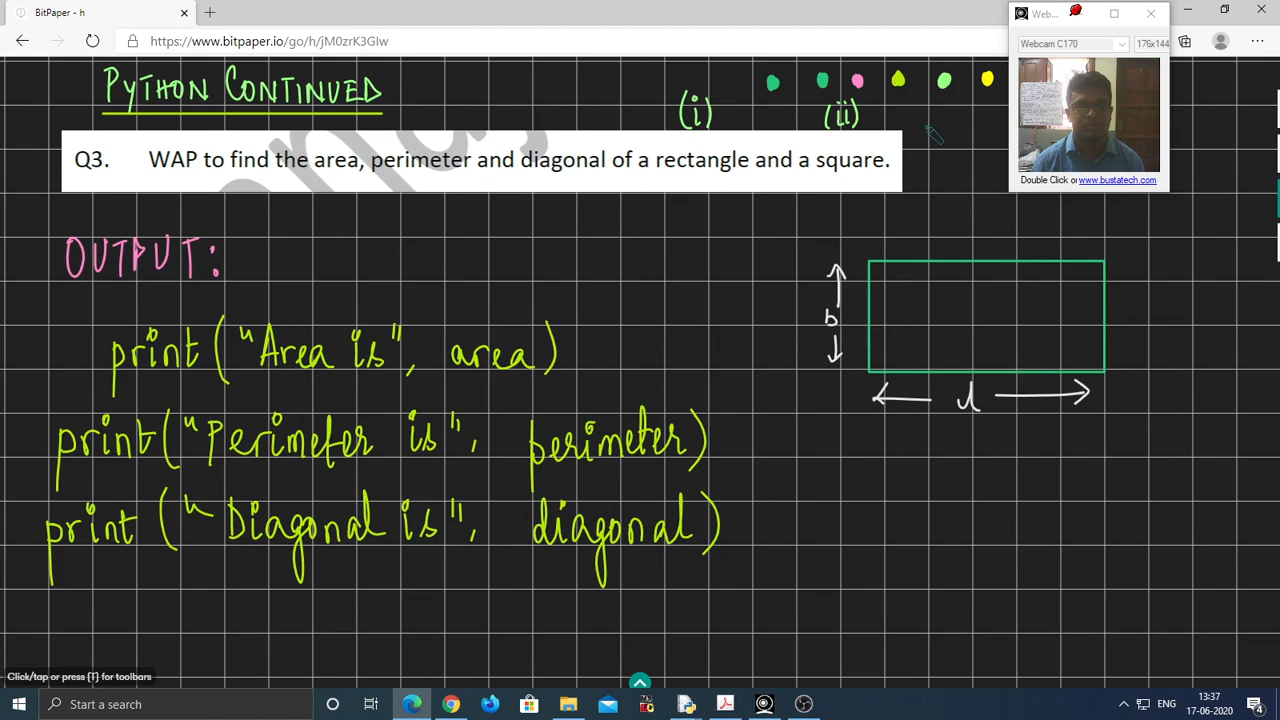 BitPaper - h
https://www.bitpaper.io/go/h/jM0zrK3GIw
Web...
Webcam C170
176x144
Double Click or www.bustatech.com
PYTHON CONTINUED
(i) (ii)
Q3. WAP to find the area, perimeter and diagonal of a rectangle and a square.
OUTPUT:
print("Area is", area)
print("Perimeter is", perimeter)
print("Diagonal is", diagonal)
b
l
Click/tap or press {T} for toolbars
Start a search
ENG
13:37
17-06-2020
4